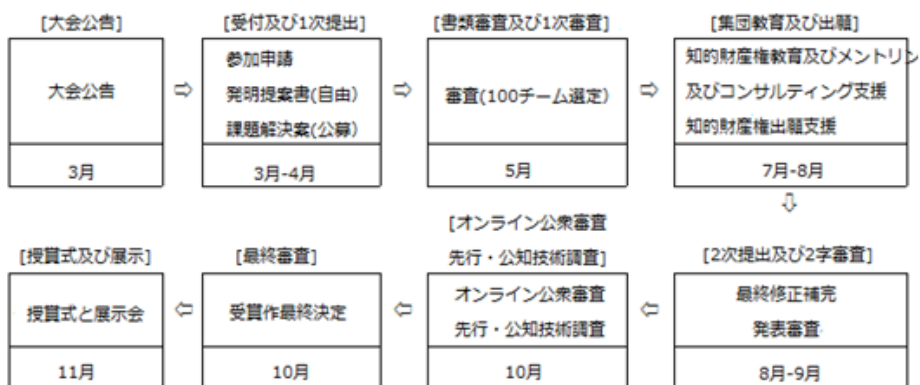 [大会公告]
大会公告
3月
[受付及び1次提出]
参加申請
発明提案書(自由)
課題解決案(公募)
3月-4月
[書類審査及び1次審査]
審査(100チーム選定)
5月
[集団教育及び出願]
知的財産権教育及びメントリン
及びコンサルティング支援
知的財産権出願支援
7月-8月
[2次提出及び2字審査]
最終修正補完
発表審査
8月-9月
[オンライン公衆審査
先行・公知技術調査]
オンライン公衆審査
先行・公知技術調査
10月
[最終審査]
受賞作最終決定
10月
[授賞式及び展示]
授賞式と展示会
11月